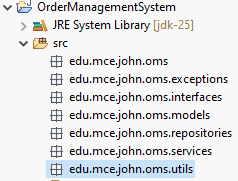 OrderManagementSystem
JRE System Library [jdk-25]
src
edu.mce.john.oms
edu.mce.john.oms.exceptions
edu.mce.john.oms.interfaces
edu.mce.john.oms.models
edu.mce.john.oms.repositories
edu.mce.john.oms.services
edu.mce.john.oms.utils